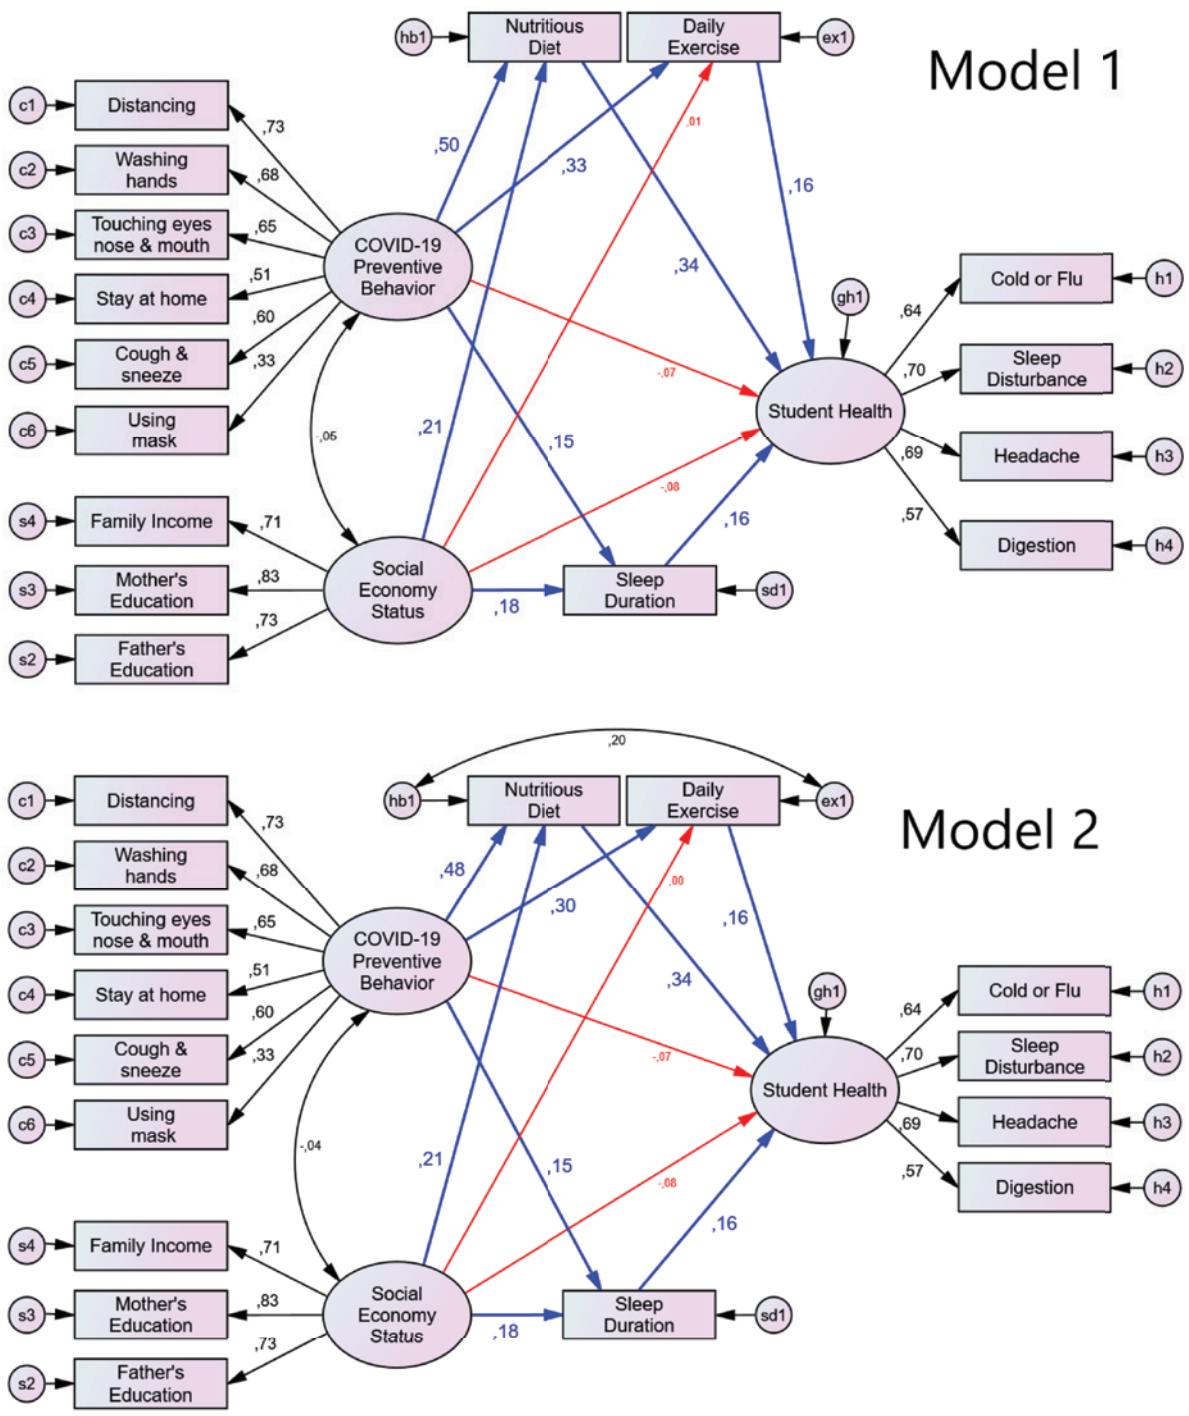 Model 1
hb1
Nutritious
Diet
Daily
Exercise
ex1
c1
Distancing
,73
c2
Washing
hands
,68
c3
Touching eyes
nose & mouth
,65
c4
Stay at home
,51
c5
Cough &
sneeze
,60
c6
Using
mask
,33
COVID-19
Preventive
Behavior
,50
,33
,01
,16
,34
-,07
,21
,15
-,05
-,08
,16
,18
s4
Family Income
,71
s3
Mother's
Education
,83
s2
Father's
Education
,73
Social
Economy
Status
Sleep
Duration
sd1
gh1
Student Health
,64
Cold or Flu
h1
,70
Sleep
Disturbance
h2
,69
Headache
h3
,57
Digestion
h4
Model 2
,20
hb1
Nutritious
Diet
Daily
Exercise
ex1
c1
Distancing
,73
c2
Washing
hands
,68
c3
Touching eyes
nose & mouth
,65
c4
Stay at home
,51
c5
Cough &
sneeze
,60
c6
Using
mask
,33
COVID-19
Preventive
Behavior
,48
,30
,00
,16
,34
-,07
,21
,15
-,04
-,08
,16
,18
s4
Family Income
,71
s3
Mother's
Education
,83
s2
Father's
Education
,73
Social
Economy
Status
Sleep
Duration
sd1
gh1
Student Health
,64
Cold or Flu
h1
,70
Sleep
Disturbance
h2
,69
Headache
h3
,57
Digestion
h4